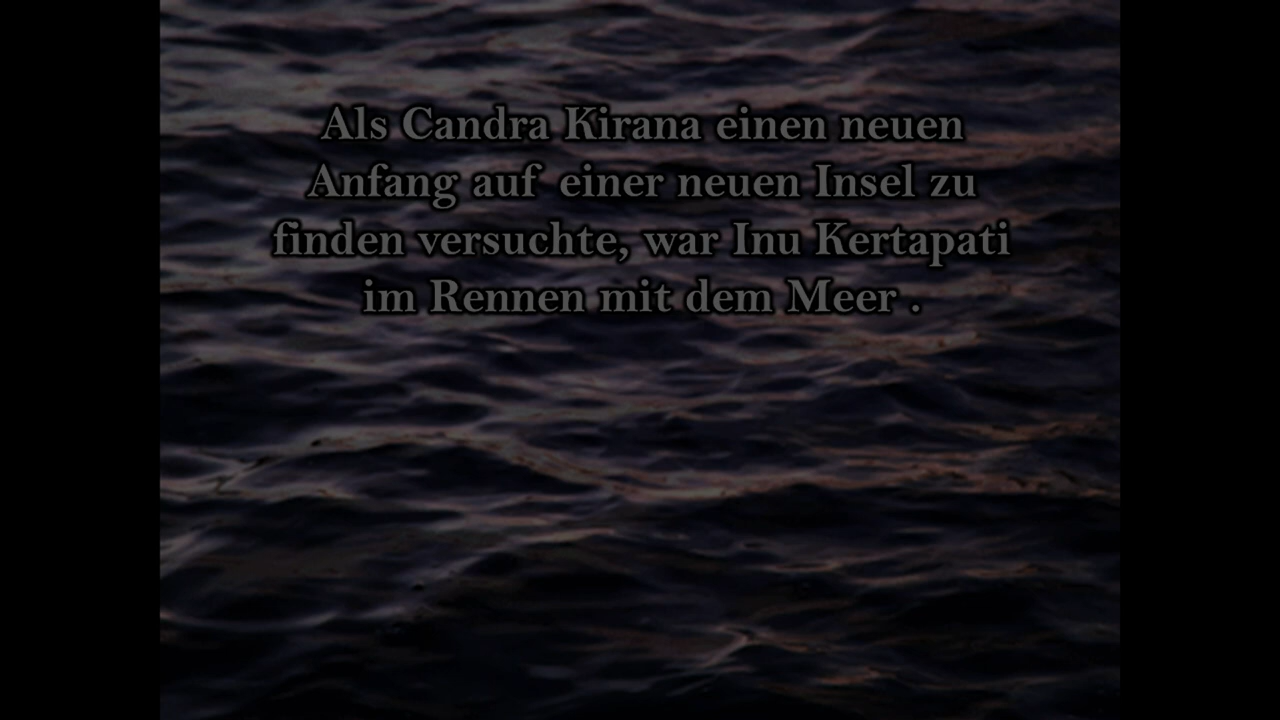 Als Candra Kirana einen neuen
Anfang auf einer neuen Insel zu
finden versuchte, war Inu Kertapati
im Rennen mit dem Meer .